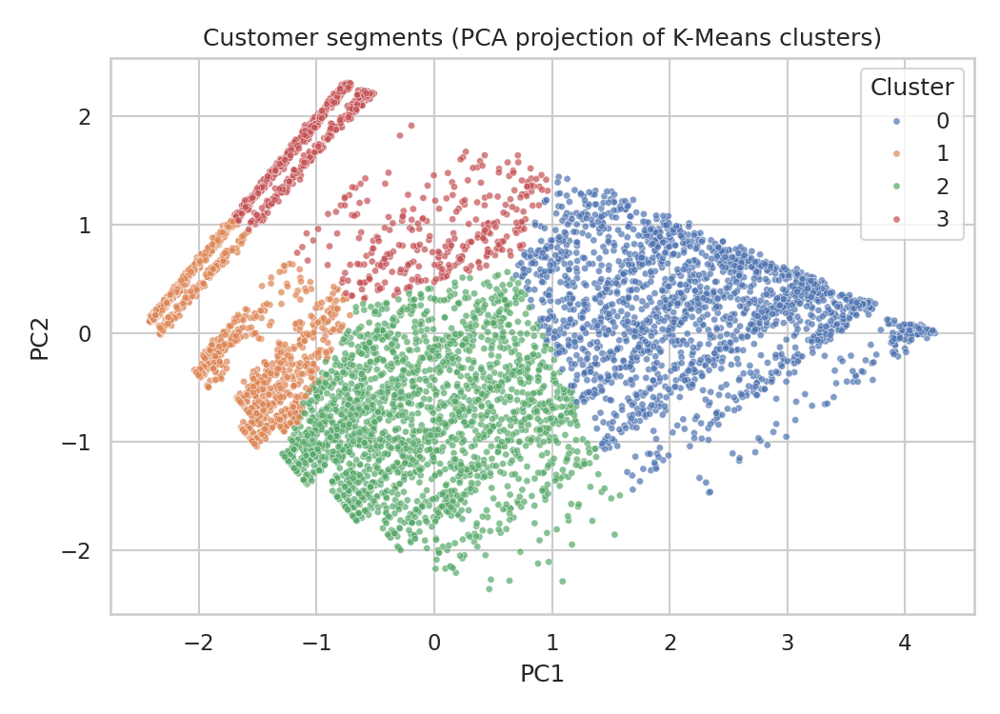 Customer segments (PCA projection of K-Means clusters)
Cluster
0
1
2
3
PC2
2
1
0
−1
−2
−2 −1 0 1 2 3 4
PC1